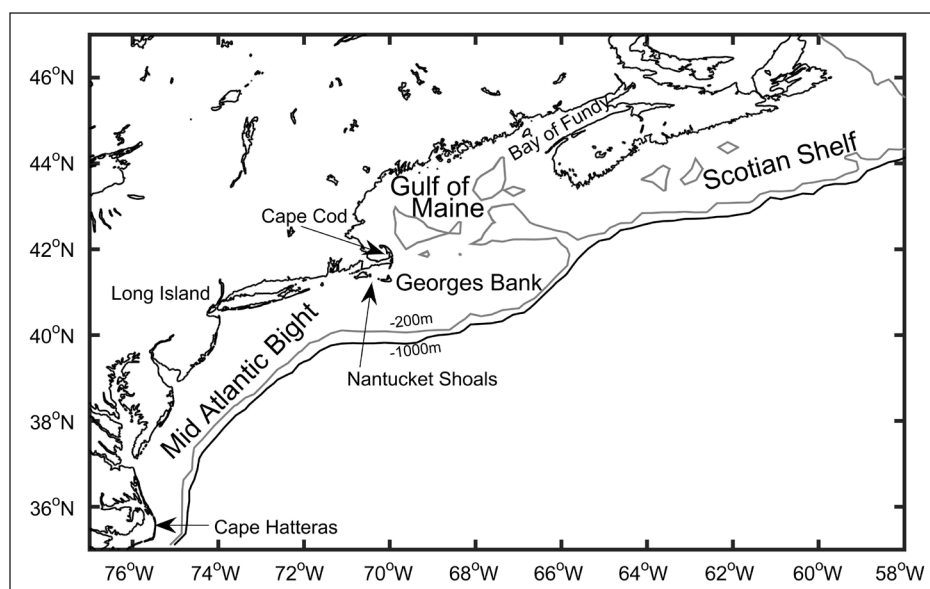 46°N
44°N
42°N
40°N
38°N
36°N
Bay of Fundy
Scotian Shelf
Gulf of
Maine
Cape Cod
Georges Bank
Long Island
-200m
-1000m
Nantucket Shoals
Mid Atlantic Bight
Cape Hatteras
76°W
74°W
72°W
70°W
68°W
66°W
64°W
62°W
60°W
58°W